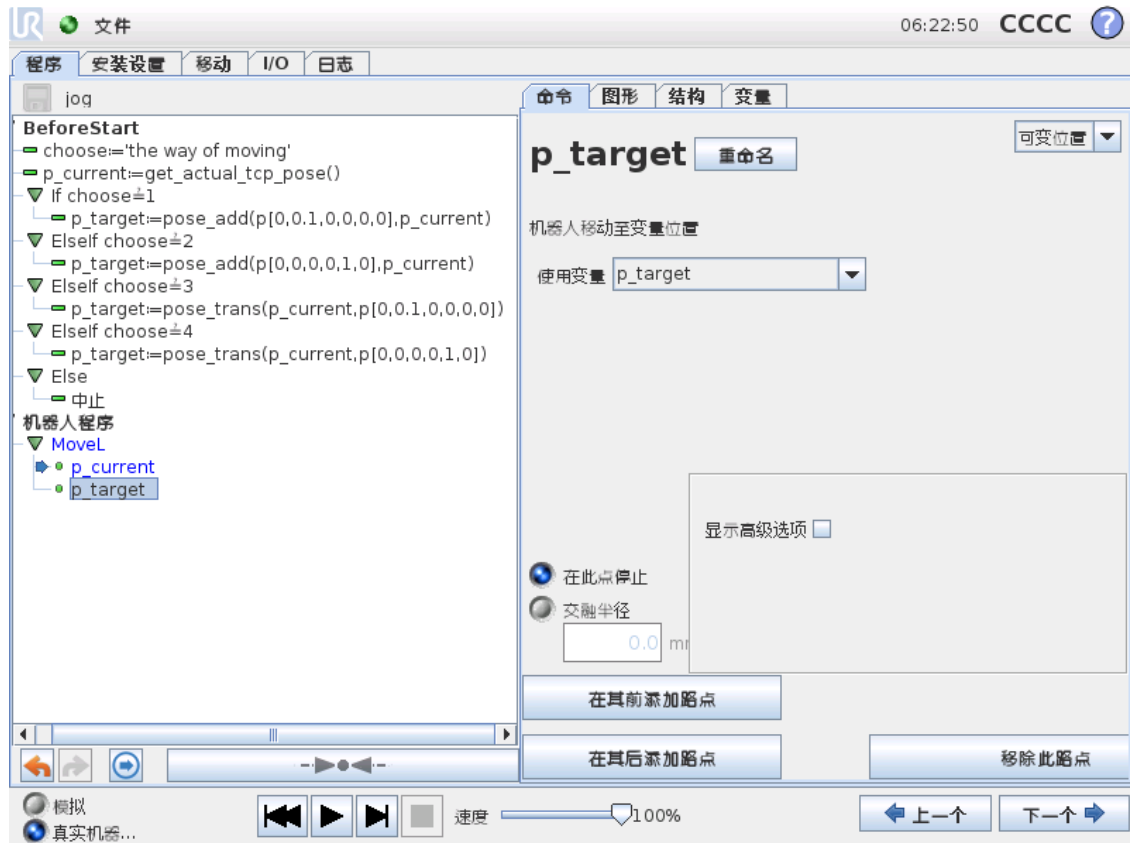 UR 文件 06:22:50 CCCC ?
程序 安装设置 移动 I/O 日志
jog
命令 图形 结构 变量
BeforeStart
choose:='the way of moving'
p_current:=get_actual_tcp_pose()
If choose≟1
p_target:=pose_add(p[0,0.1,0,0,0,0],p_current)
ElseIf choose≟2
p_target:=pose_add(p[0,0,0,0,1,0],p_current)
ElseIf choose≟3
p_target:=pose_trans(p_current,p[0,0.1,0,0,0,0])
ElseIf choose≟4
p_target:=pose_trans(p_current,p[0,0,0,0,1,0])
Else
中止
机器人程序
MoveL
p_current
p_target
p_target 重命名 可变位置
机器人移动至变量位置
使用变量 p_target
显示高级选项
在此点停止
交融半径
0.0 mm
在其前添加路点
在其后添加路点 移除此路点
模拟
真实机器...
速度 100% 上一个 下一个